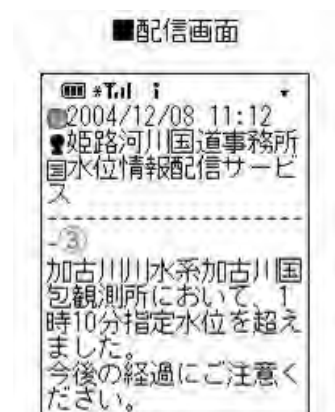 ■配信画面
2004/12/08 11:12
姫路河川国道事務所
国水位情報配信サービ
ス
-③
加古川川水系加古川国
包観測所において、1
時10分指定水位を超え
ました。
今後の経過にご注意く
ださい。